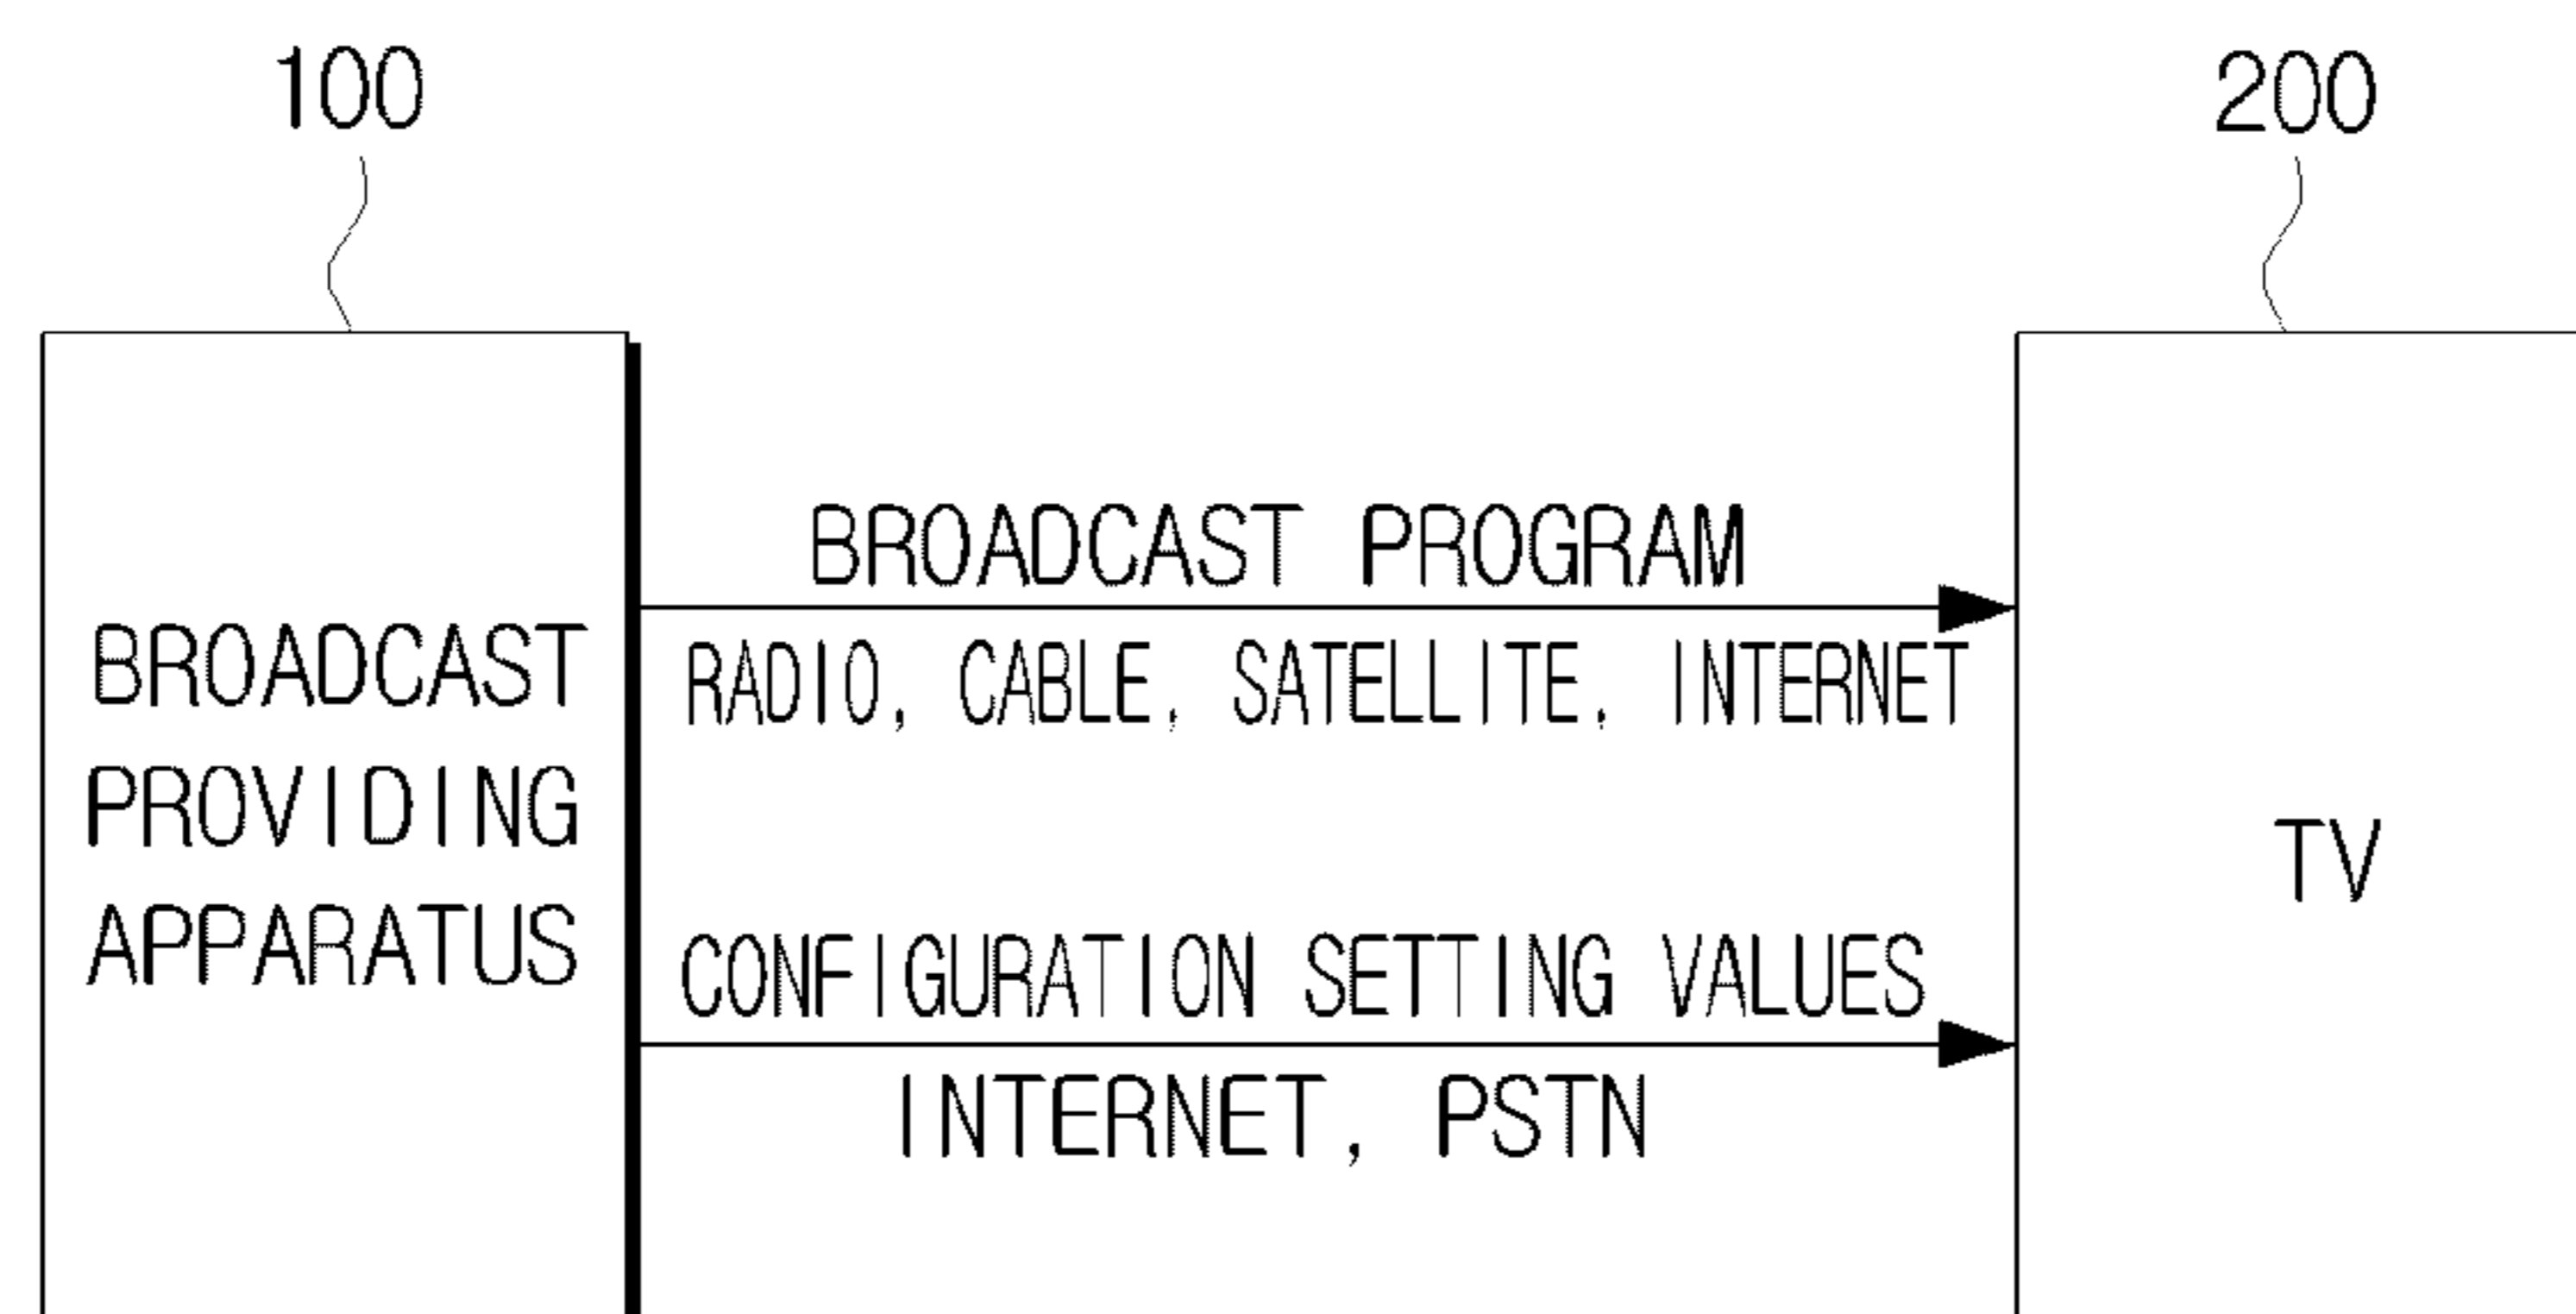 100
200
BROADCAST
PROVIDING
APPARATUS
BROADCAST PROGRAM
RADIO, CABLE, SATELLITE, INTERNET
CONFIGURATION SETTING VALUES
INTERNET, PSTN
TV